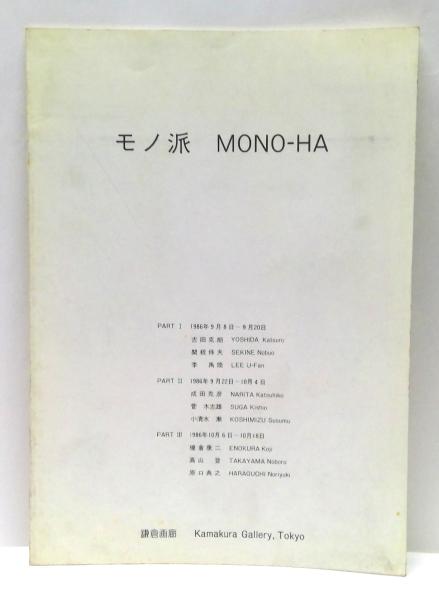 モノ派 MONO-HA
PART I 1986年9月8日-9月20日
吉田克朗 YOSHIDA Katsuro
関根伸夫 SEKINE Nobuo
李 禹煥 LEE U-Fan
PART II 1986年9月22日-10月4日
成田克彦 NARITA Katsuhiko
菅 木志雄 SUGA Kishio
小清水 漸 KOSHIMIZU Susumu
PART III 1986年10月6日-10月18日
榎倉康二 ENOKURA Koji
高山 登 TAKAYAMA Noboru
原口典之 HARAGUCHI Noriyuki
鎌倉画廊 Kamakura Gallery, Tokyo